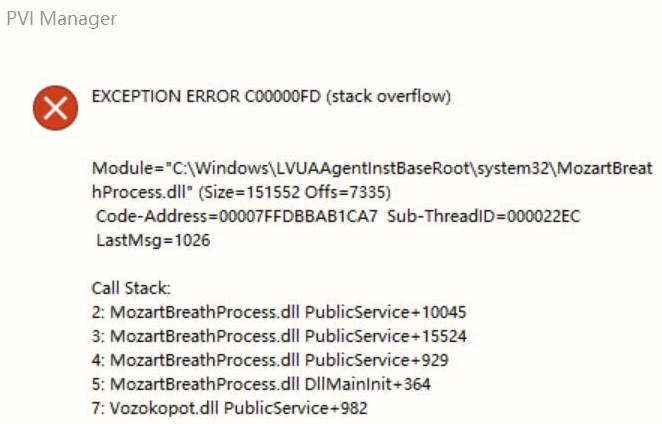 PVI Manager
EXCEPTION ERROR C00000FD (stack overflow)
Module="C:\Windows\LVUAAgentInstBaseRoot\system32\MozartBreat
hProcess.dll" (Size=151552 Offs=7335)
Code-Address=00007FFDBBAB1CA7 Sub-ThreadID=000022EC
LastMsg=1026
Call Stack:
2: MozartBreathProcess.dll PublicService+10045
3: MozartBreathProcess.dll PublicService+15524
4: MozartBreathProcess.dll PublicService+929
5: MozartBreathProcess.dll DllMainInit+364
7: Vozokopot.dll PublicService+982